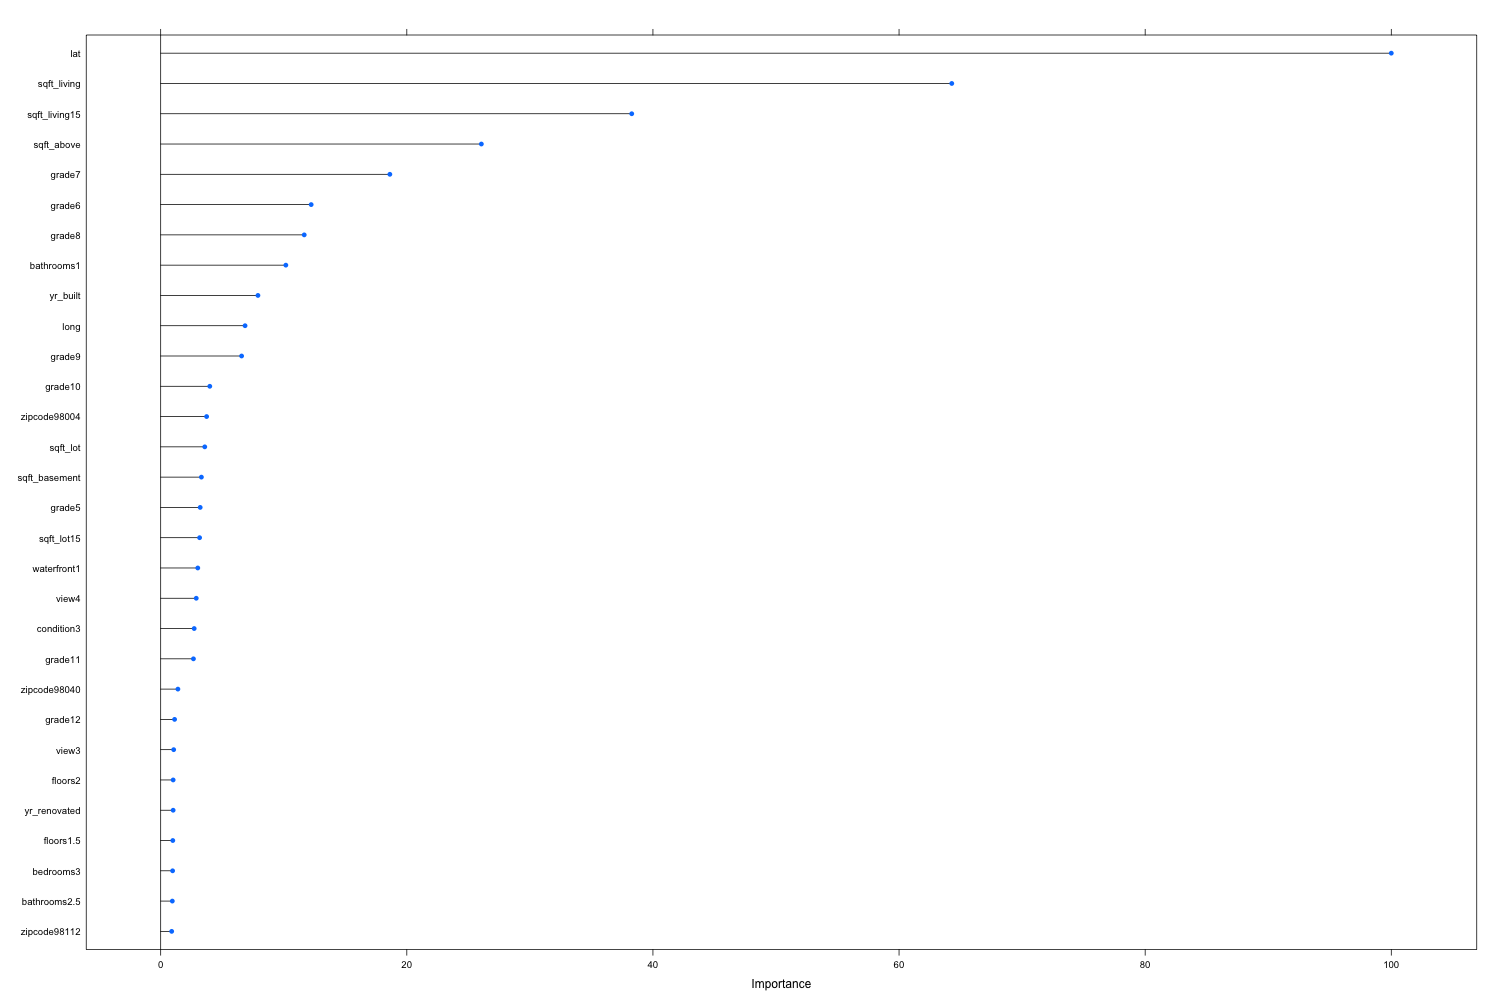 lat
sqft_living
sqft_living15
sqft_above
grade7
grade6
grade8
bathrooms1
yr_built
long
grade9
grade10
zipcode98004
sqft_lot
sqft_basement
grade5
sqft_lot15
waterfront1
view4
condition3
grade11
zipcode98040
grade12
view3
floors2
yr_renovated
floors1.5
bedrooms3
bathrooms2.5
zipcode98112
0 20 40 60 80 100
Importance